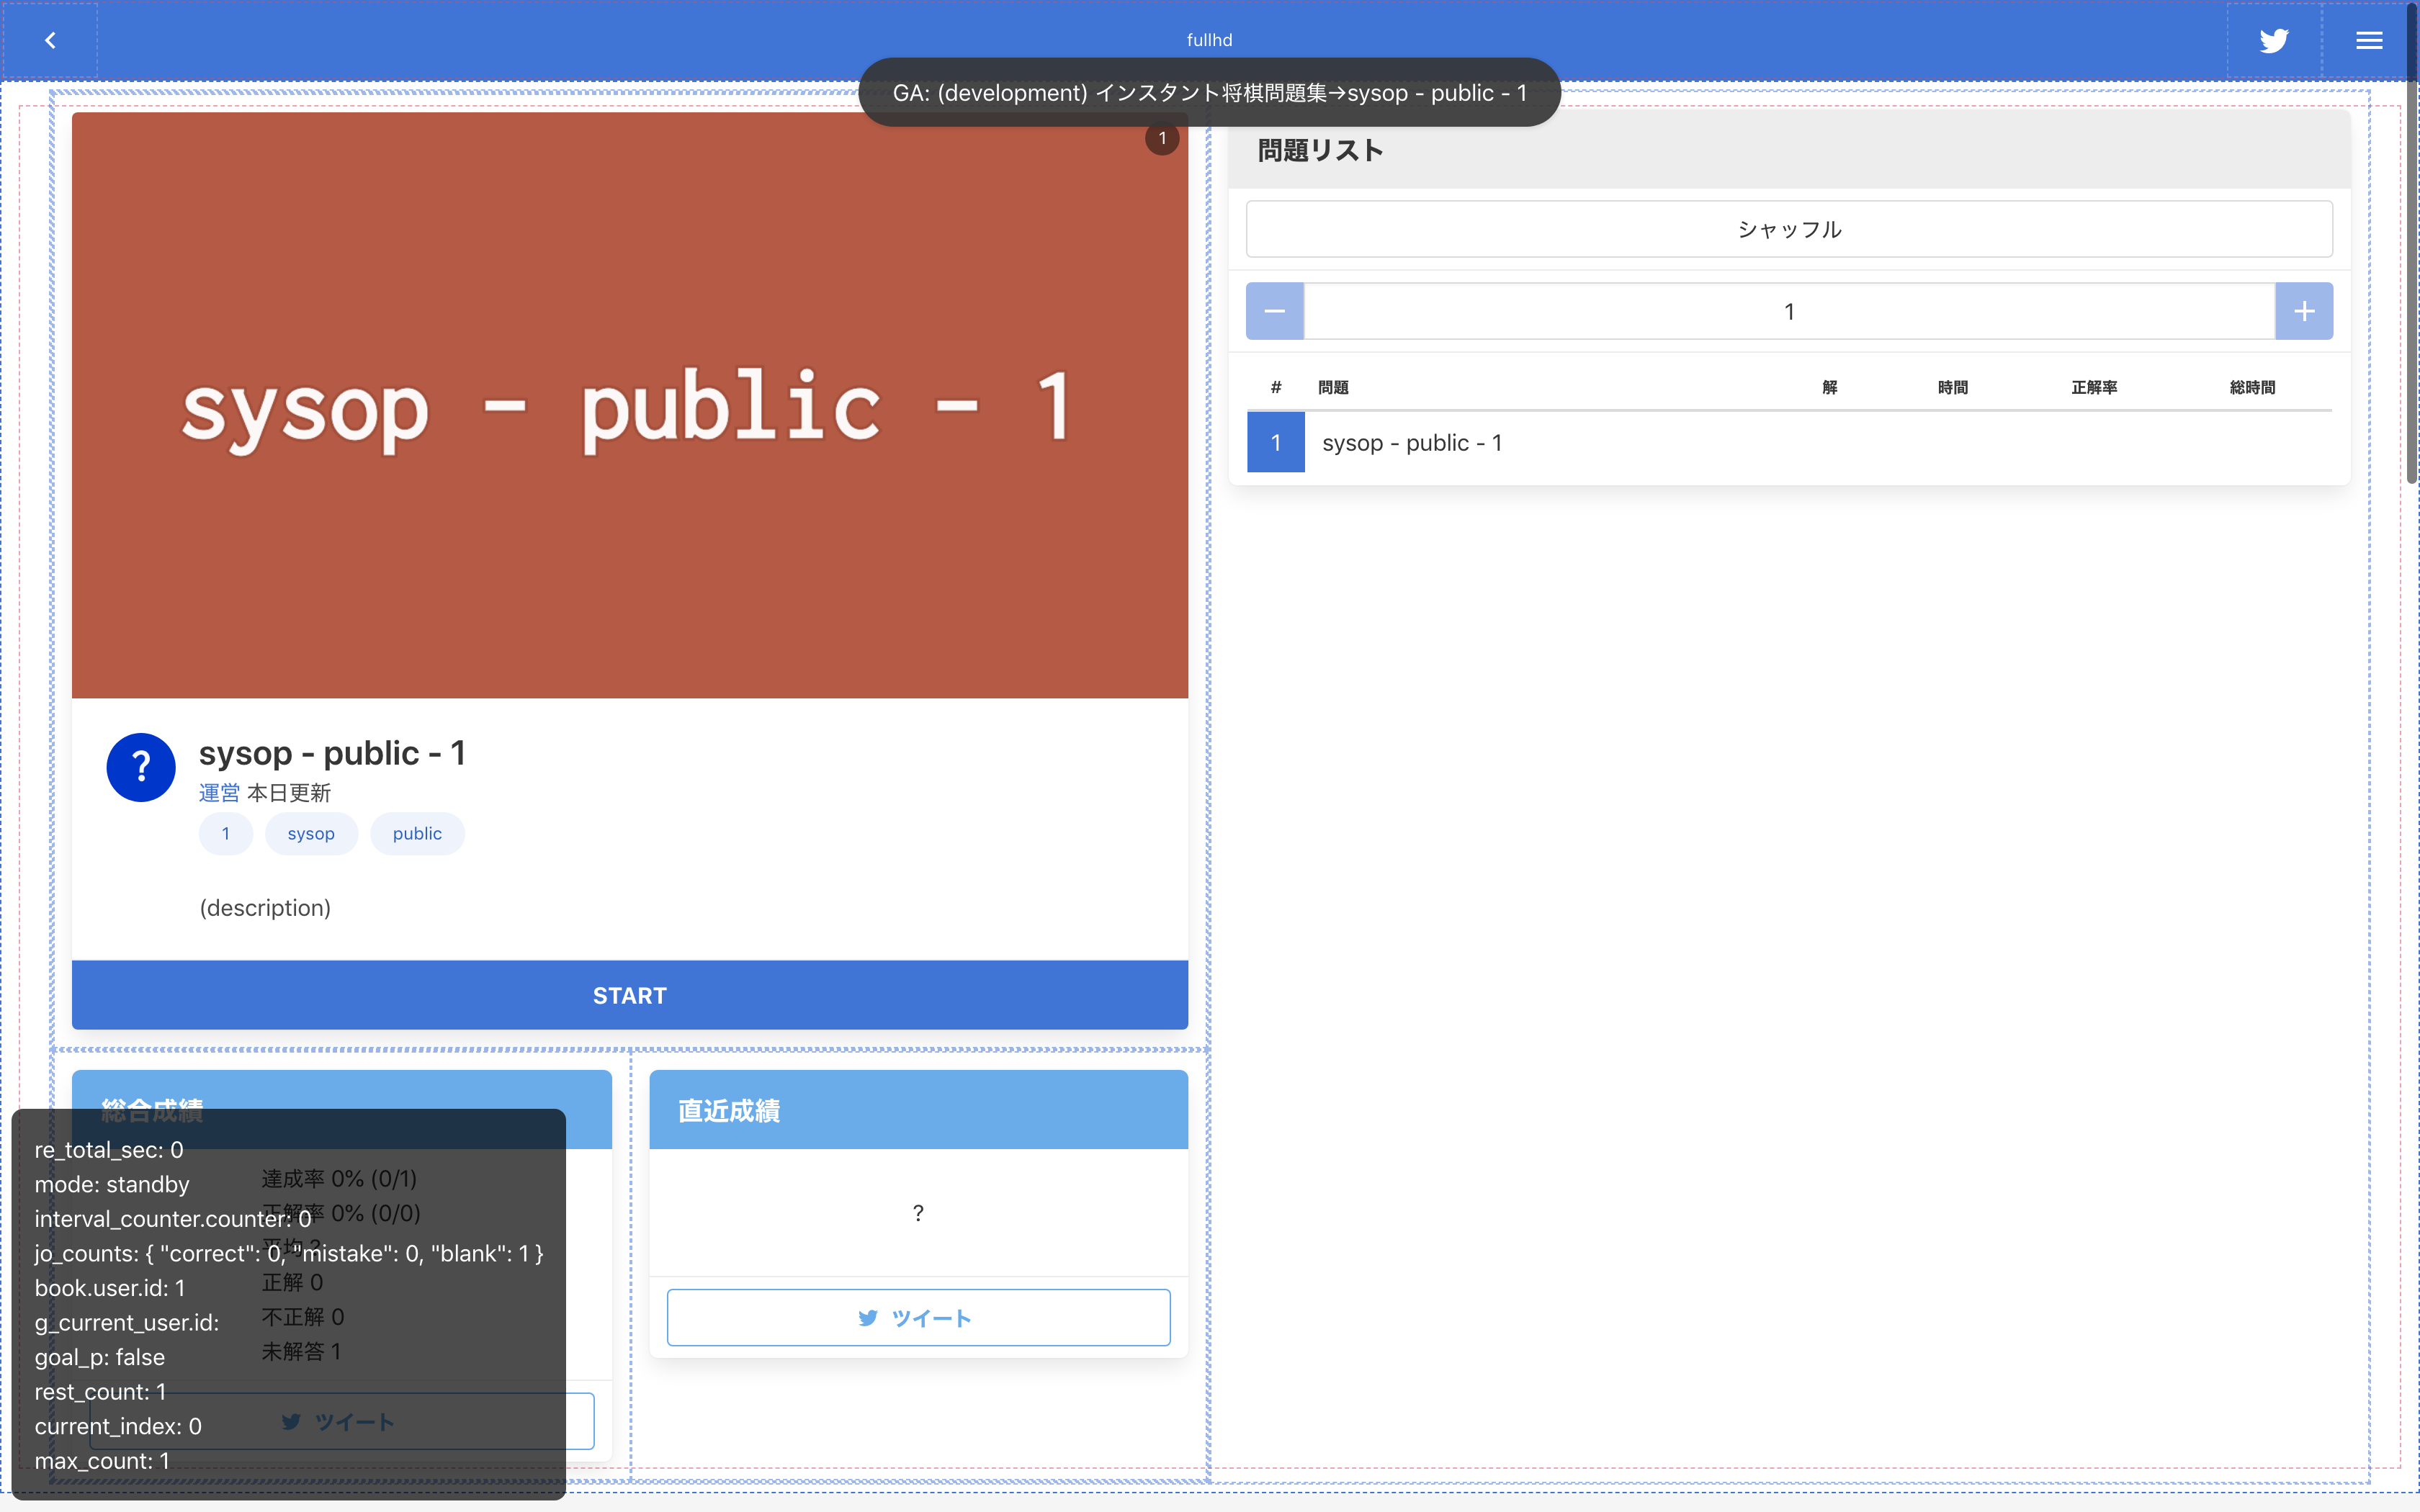 fullhd
GA: (development) インスタント将棋問題集→sysop - public - 1
1
sysop - public - 1
?
sysop - public - 1
運営 本日更新
1 sysop public
(description)
START
総合成績
達成率 0% (0/1)
正解率 0% (0/0)
平均 ?
正解 0
不正解 0
未解答 1
ツイート
直近成績
?
ツイート
re_total_sec: 0
mode: standby
interval_counter.counter: 0
jo_counts: { "correct": 0, "mistake": 0, "blank": 1 }
book.user.id: 1
g_current_user.id:
goal_p: false
rest_count: 1
current_index: 0
max_count: 1
問題リスト
シャッフル
1
# 問題 解 時間 正解率 総時間
1 sysop - public - 1